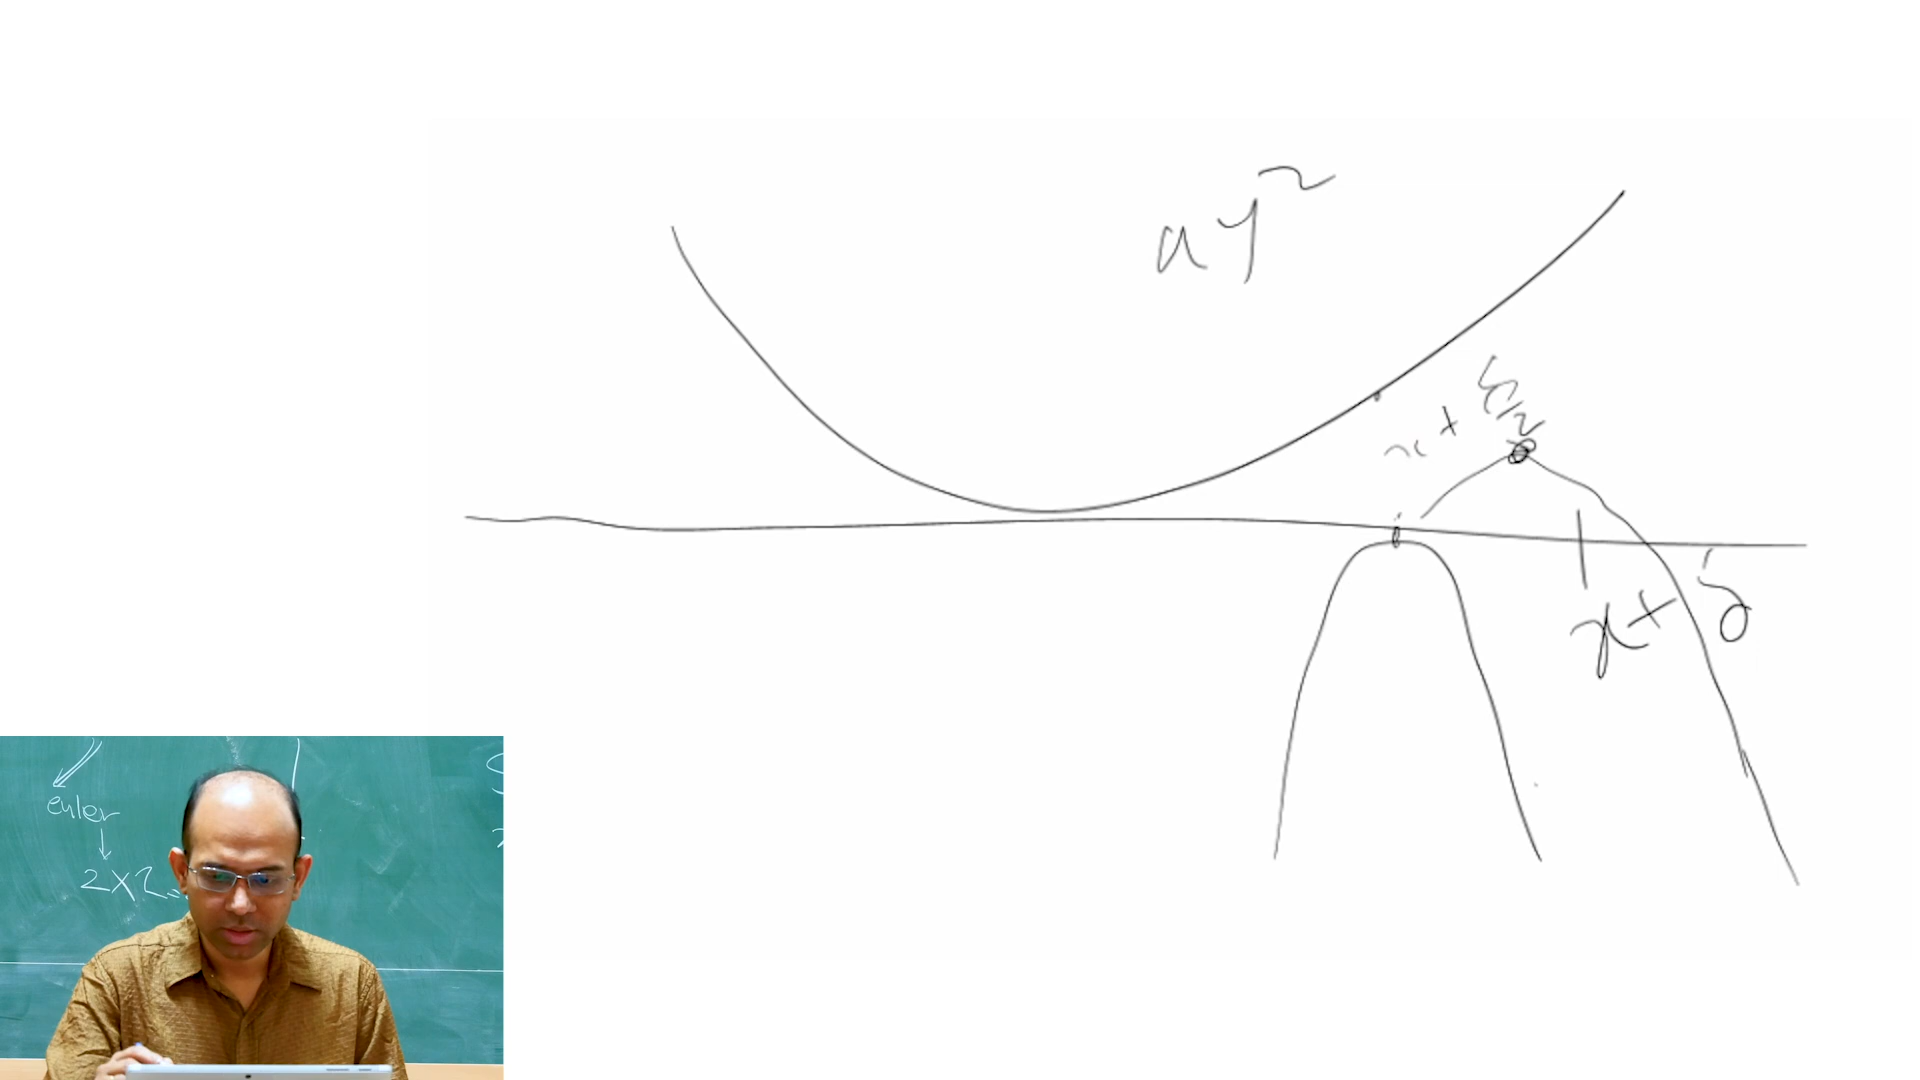 ay²
x + ξ/2
x + δ
euler
2×2